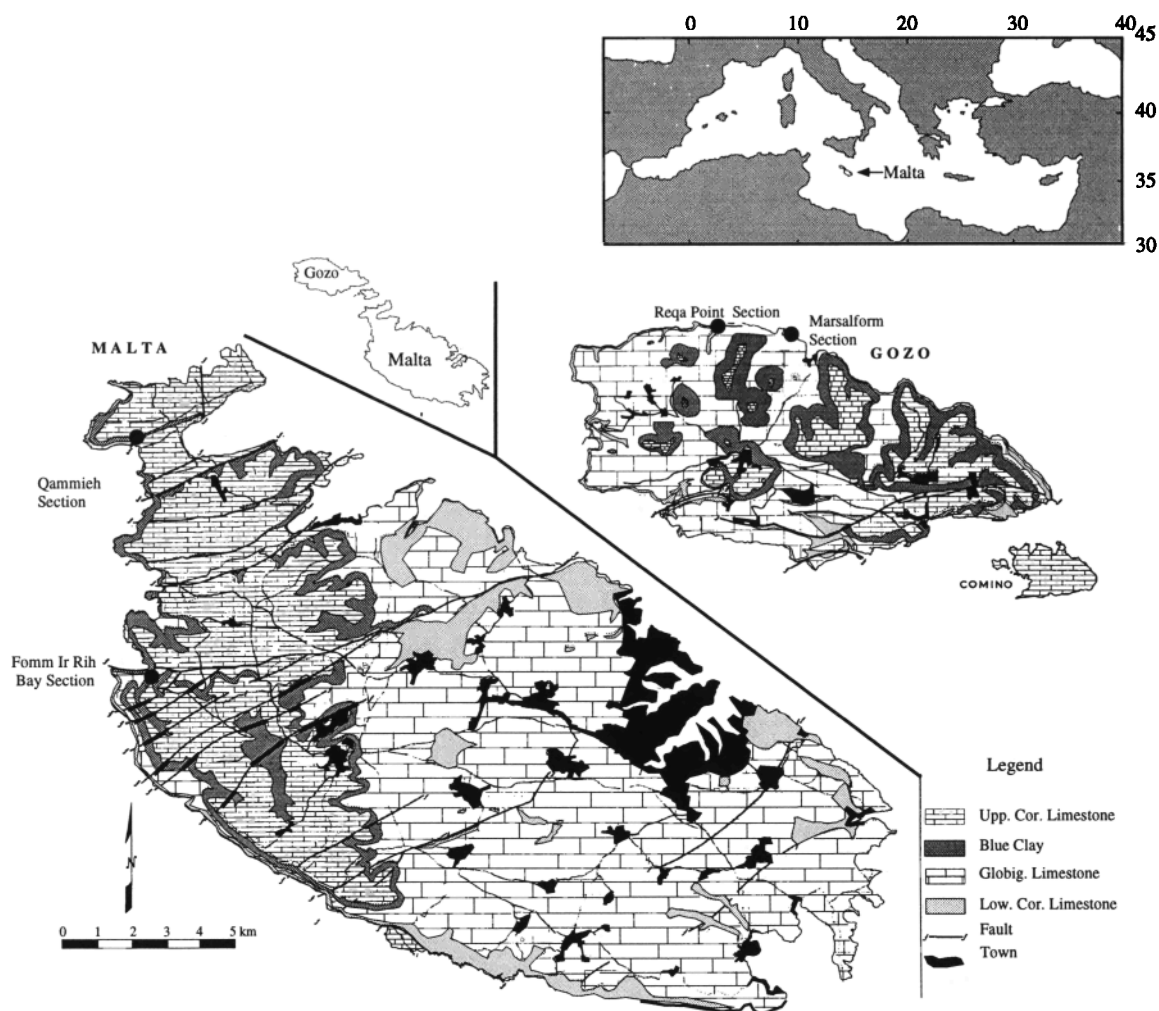 0 10 20 30 40
45
40
35
30
Malta
Gozo
Malta
MALTA
Qammieh
Section
Fomm Ir Rih
Bay Section
N
0 1 2 3 4 5 km
Reqa Point Section
Marsalform
Section
GOZO
COMINO
Legend
Upp. Cor. Limestone
Blue Clay
Globig. Limestone
Low. Cor. Limestone
Fault
Town